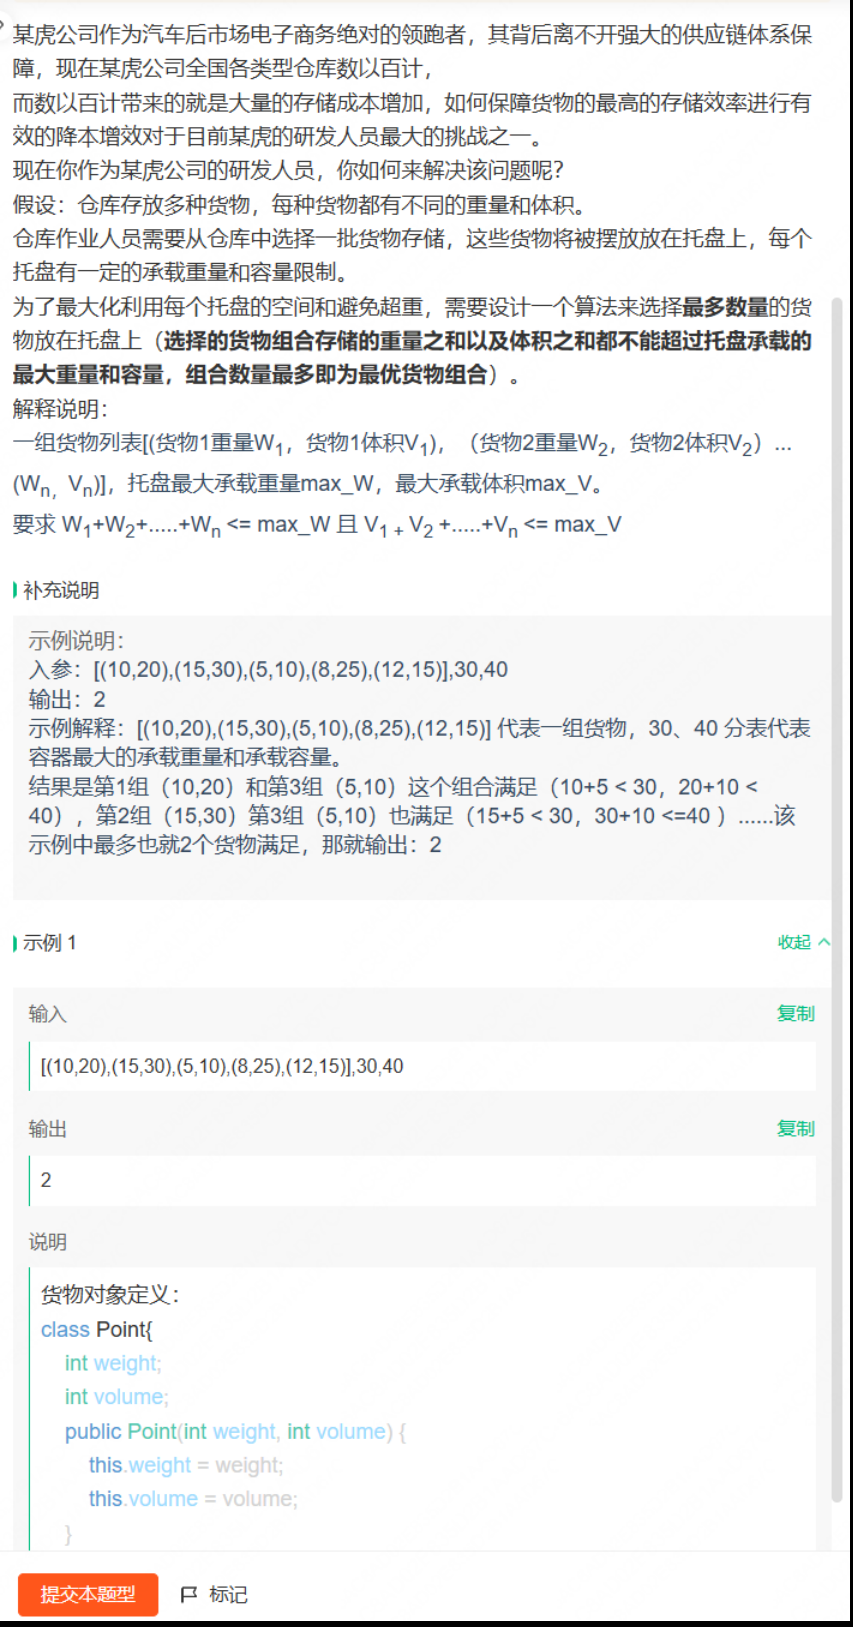 某虎公司作为汽车后市场电子商务绝对的领跑者，其背后离不开强大的供应链体系保
障，现在某虎公司全国各类型仓库数以百计，
而数以百计带来的就是大量的存储成本增加，如何保障货物的最高的存储效率进行有
效的降本增效对于目前某虎的研发人员最大的挑战之一。
现在你作为某虎公司的研发人员，你如何来解决该问题呢？
假设：仓库存放多种货物，每种货物都有不同的重量和体积。
仓库作业人员需要从仓库中选择一批货物存储，这些货物将被摆放放在托盘上，每个
托盘有一定的承载重量和容量限制。
为了最大化利用每个托盘的空间和避免超重，需要设计一个算法来选择最多数量的货
物放在托盘上（选择的货物组合存储的重量之和以及体积之和都不能超过托盘承载的
最大重量和容量，组合数量最多即为最优货物组合）。
解释说明：
一组货物列表[(货物1重量W1，货物1体积V1)，（货物2重量W2，货物2体积V2）...
(Wn，Vn)]，托盘最大承载重量max_W，最大承载体积max_V。
要求 W1+W2+.....+Wn <= max_W 且 V1 + V2 +.....+Vn <= max_V
补充说明
示例说明：
入参：[(10,20),(15,30),(5,10),(8,25),(12,15)],30,40
输出：2
示例解释：[(10,20),(15,30),(5,10),(8,25),(12,15)] 代表一组货物，30、40 分表代表
容器最大的承载重量和承载容量。
结果是第1组（10,20）和第3组（5,10）这个组合满足（10+5 < 30，20+10 <
40），第2组（15,30）第3组（5,10）也满足（15+5 < 30，30+10 <=40 ）......该
示例中最多也就2个货物满足，那就输出：2
示例 1
收起
输入
复制
[(10,20),(15,30),(5,10),(8,25),(12,15)],30,40
输出
复制
2
说明
货物对象定义：
class Point{
int weight;
int volume;
public Point(int weight, int volume) {
this.weight = weight;
this.volume = volume;
}
提交本题型
标记